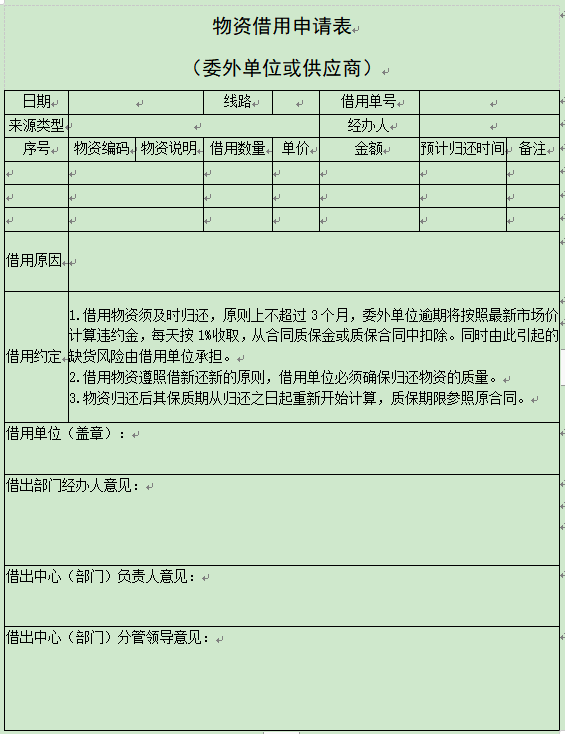 物资借用申请表
（委外单位或供应商）
日期 线路 借用单号
来源类型 经办人
序号 物资编码 物资说明 借用数量 单价 金额 预计归还时间 备注
借用原因
借用约定
1.借用物资须及时归还，原则上不超过 3 个月，委外单位逾期将按照最新市场价
计算违约金，每天按 1%收取，从合同质保金或质保合同中扣除。同时由此引起的
缺货风险由借用单位承担。
2.借用物资遵照借新还新的原则，借用单位必须确保归还物资的质量。
3.物资归还后其保质期从归还之日起重新开始计算，质保期限参照原合同。
借用单位（盖章）：
借出部门经办人意见：
借出中心（部门）负责人意见：
借出中心（部门）分管领导意见：